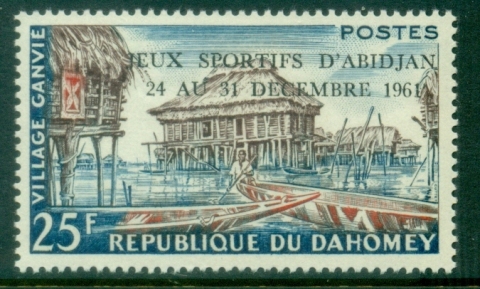 POSTES
JEUX SPORTIFS D'ABIDJAN
24 AU 31 DECEMBRE 1961
VILLAGE GANVIE
25F
REPUBLIQUE DU DAHOMEY